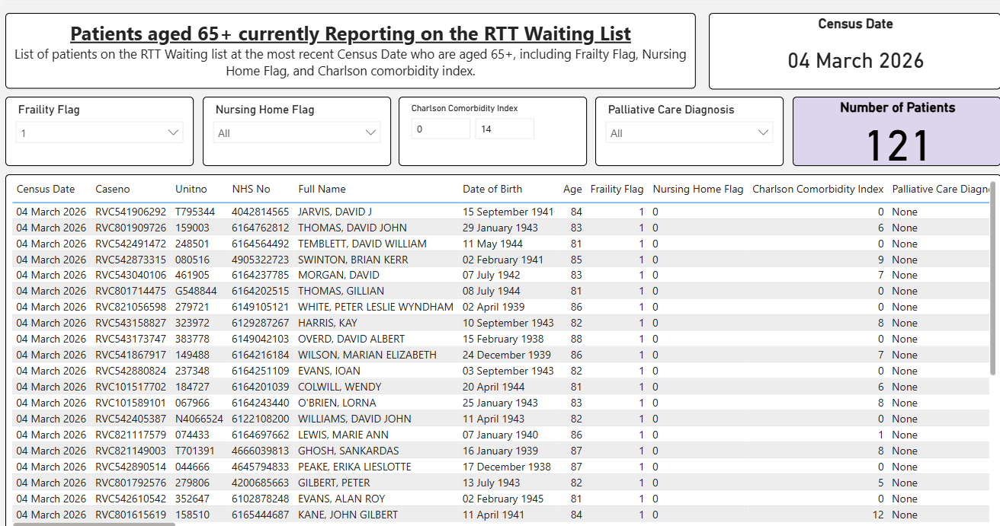 Patients aged 65+ currently Reporting on the RTT Waiting List
List of patients on the RTT Waiting list at the most recent Census Date who are aged 65+, including Frailty Flag, Nursing
Home Flag, and Charlson comorbidity index.
Census Date
04 March 2026
Fraility Flag
1
Nursing Home Flag
All
Charlson Comorbidity Index
0 14
Palliative Care Diagnosis
All
Number of Patients
121
Census Date Caseno Unitno NHS No Full Name Date of Birth Age Fraility Flag Nursing Home Flag Charlson Comorbidity Index Palliative Care Diagn
04 March 2026 RVC541906292 T795344 4042814565 JARVIS, DAVID J 15 September 1941 84 1 0 0 None
04 March 2026 RVC801909726 159003 6164762812 THOMAS, DAVID JOHN 29 January 1943 83 1 0 6 None
04 March 2026 RVC542491472 248501 6164564492 TEMBLETT, DAVID WILLIAM 11 May 1944 81 1 0 0 None
04 March 2026 RVC542873315 080516 4905322723 SWINTON, BRIAN KERR 02 February 1941 85 1 0 9 None
04 March 2026 RVC543040106 461905 6164237785 MORGAN, DAVID 07 July 1942 83 1 0 7 None
04 March 2026 RVC801714475 G548844 6164202515 THOMAS, GILLIAN 08 July 1944 81 1 0 0 None
04 March 2026 RVC821056598 279721 6149105121 WHITE, PETER LESLIE WYNDHAM 02 April 1939 86 1 0 0 None
04 March 2026 RVC543158827 323972 6129287267 HARRIS, KAY 10 September 1943 82 1 0 8 None
04 March 2026 RVC543173747 383778 6149042103 OVERD, DAVID ALBERT 15 February 1938 88 1 0 0 None
04 March 2026 RVC541867917 149488 6164216184 WILSON, MARIAN ELIZABETH 24 December 1939 86 1 0 7 None
04 March 2026 RVC542880824 237348 6164251109 EVANS, IOAN 03 September 1943 82 1 0 0 None
04 March 2026 RVC101517702 184727 6164201039 COLWILL, WENDY 20 April 1944 81 1 0 6 None
04 March 2026 RVC101589101 067966 6164243440 O'BRIEN, LORNA 25 January 1943 83 1 0 8 None
04 March 2026 RVC542405387 N4066524 6122108200 WILLIAMS, DAVID JOHN 11 April 1943 82 1 0 0 None
04 March 2026 RVC821117579 074433 6164697662 LEWIS, MARIE ANN 07 January 1940 86 1 0 1 None
04 March 2026 RVC821149003 T701391 4666039813 GHOSH, SANKARDAS 16 January 1939 87 1 0 8 None
04 March 2026 RVC542890514 044666 4645794833 PEAKE, ERIKA LIESLOTTE 17 December 1938 87 1 0 0 None
04 March 2026 RVC801792576 279806 4200685663 GILBERT, PETER 13 July 1943 82 1 0 5 None
04 March 2026 RVC542610542 352647 6102878248 EVANS, ALAN ROY 02 February 1945 81 1 0 0 None
04 March 2026 RVC801615619 158510 6165444687 KANE, JOHN GILBERT 11 April 1941 84 1 0 12 None